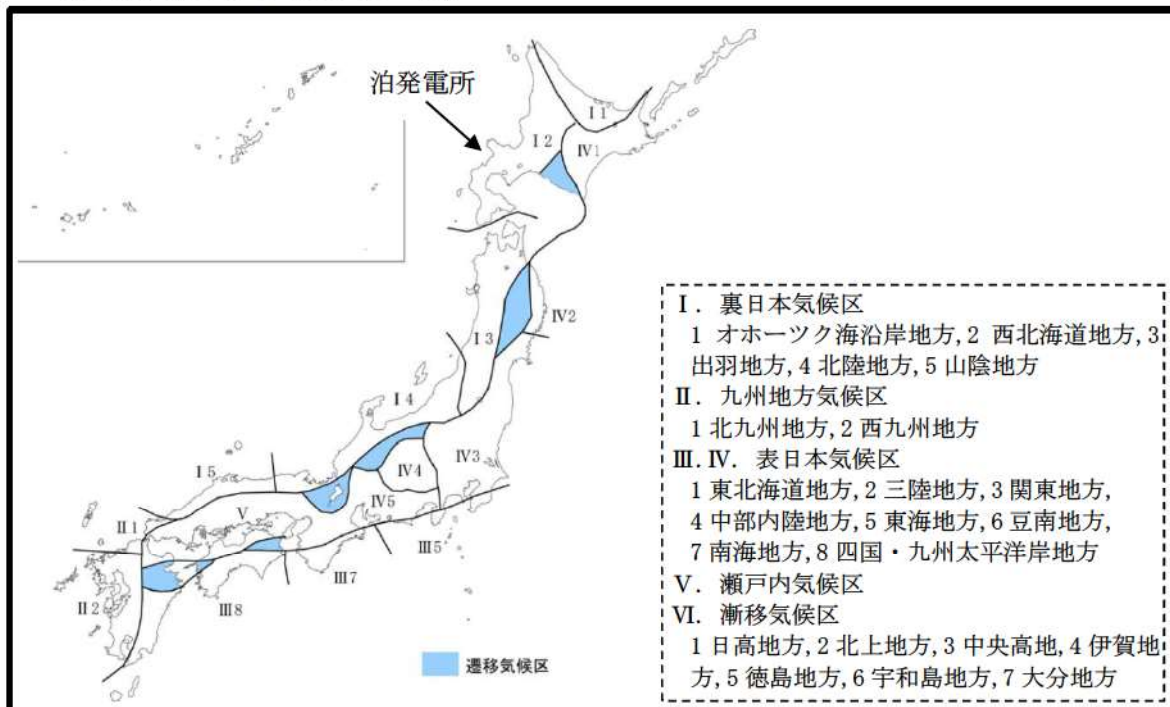 泊発電所
Ⅰ1
Ⅰ2
Ⅳ1
Ⅳ2
Ⅰ3
Ⅰ4
Ⅳ3
Ⅳ4
Ⅰ5
Ⅳ5
Ⅴ
Ⅱ1
Ⅲ5
Ⅲ7
Ⅱ2
Ⅲ8
遷移気候区
Ⅰ. 裏日本気候区
1 オホーツク海沿岸地方, 2 西北海道地方, 3
出羽地方, 4 北陸地方, 5 山陰地方
Ⅱ. 九州地方気候区
1 北九州地方, 2 西九州地方
Ⅲ.Ⅳ. 表日本気候区
1 東北海道地方, 2 三陸地方, 3 関東地方,
4 中部内陸地方, 5 東海地方, 6 豆南地方,
7 南海地方, 8 四国・九州太平洋岸地方
Ⅴ. 瀬戸内気候区
Ⅵ. 漸移気候区
1 日高地方, 2 北上地方, 3 中央高地, 4 伊賀地
方, 5 徳島地方, 6 宇和島地方, 7 大分地方